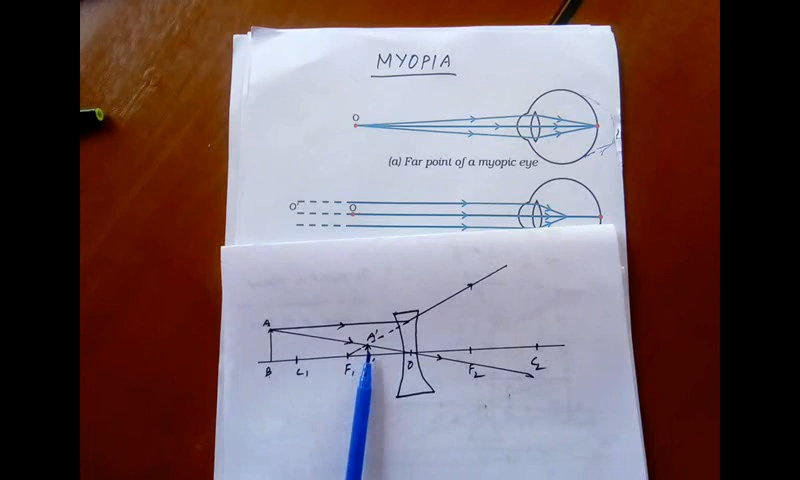 MYOPIA
O
(a) Far point of a myopic eye
O' O
A
A'
B C₁ F₁ O F₂ C₂